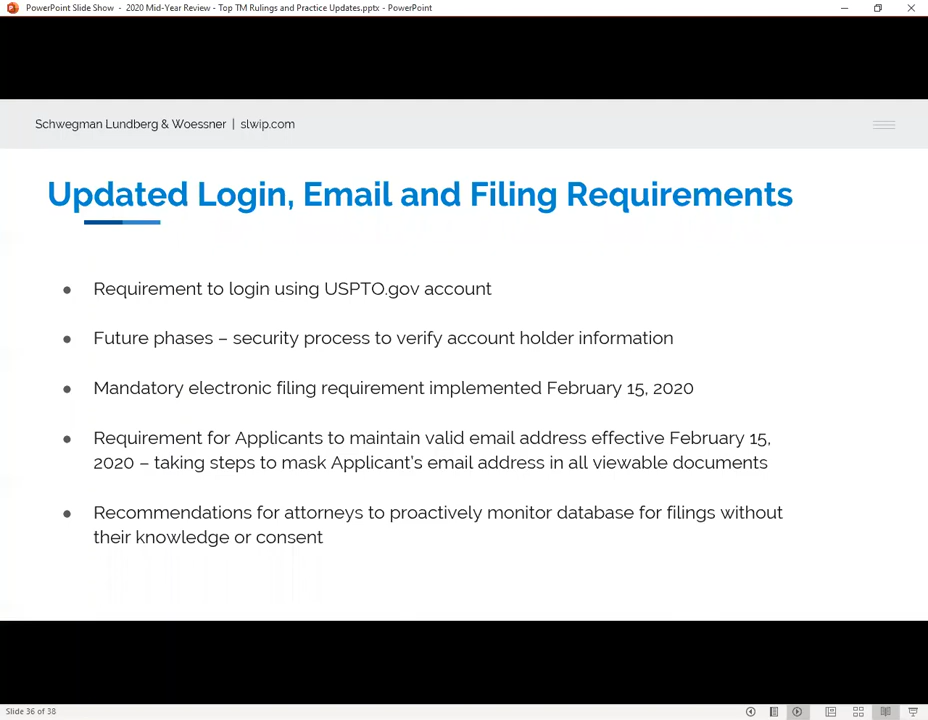 PowerPoint Slide Show - 2020 Mid-Year Review - Top TM Rulings and Practice Updates.pptx - PowerPoint
Schwegman Lundberg & Woessner | slwip.com
Updated Login, Email and Filing Requirements
● Requirement to login using USPTO.gov account
● Future phases – security process to verify account holder information
● Mandatory electronic filing requirement implemented February 15, 2020
● Requirement for Applicants to maintain valid email address effective February 15,
2020 – taking steps to mask Applicant's email address in all viewable documents
● Recommendations for attorneys to proactively monitor database for filings without
their knowledge or consent
Slide 36 of 38